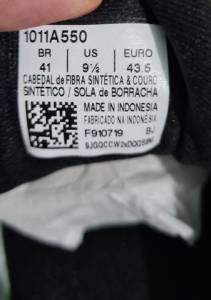 1011A550
BR US EURO
41 9½ 43.5
CABEDAL de FIBRA SINTÉTICA & COURO
SINTÉTICO / SOLA de BORRACHA
MADE IN INDONESIA
FABRICADO NA INDONÉSIA
F910719 BJ